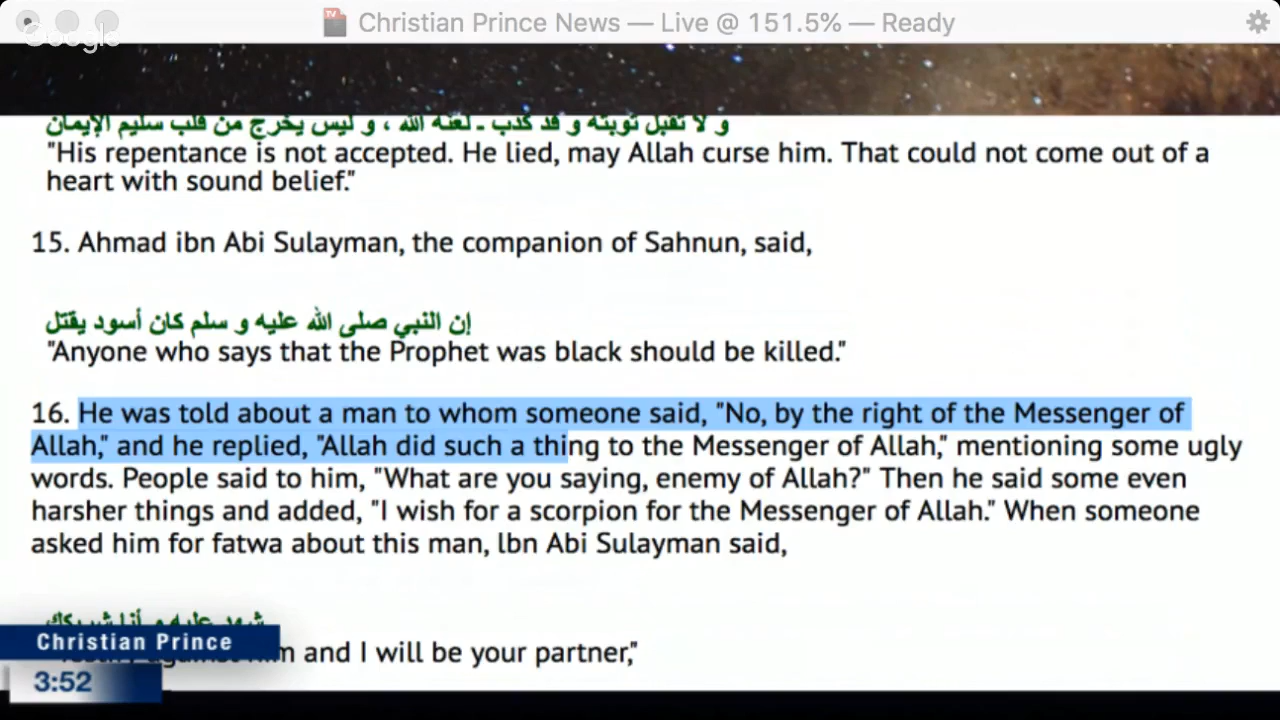 Christian Prince News — Live @ 151.5% — Ready
Google
و لا تقبل توبته و قد كذب ـ لعنه الله ، و ليس يخرج من قلب سليم الإيمان
"His repentance is not accepted. He lied, may Allah curse him. That could not come out of a
heart with sound belief."
15. Ahmad ibn Abi Sulayman, the companion of Sahnun, said,
إن النبي صلى الله عليه و سلم كان أسود يقتل
"Anyone who says that the Prophet was black should be killed."
16. He was told about a man to whom someone said, "No, by the right of the Messenger of
Allah," and he replied, "Allah did such a thing to the Messenger of Allah," mentioning some ugly
words. People said to him, "What are you saying, enemy of Allah?" Then he said some even
harsher things and added, "I wish for a scorpion for the Messenger of Allah." When someone
asked him for fatwa about this man, lbn Abi Sulayman said,
and I will be your partner,"
Christian Prince
3:52